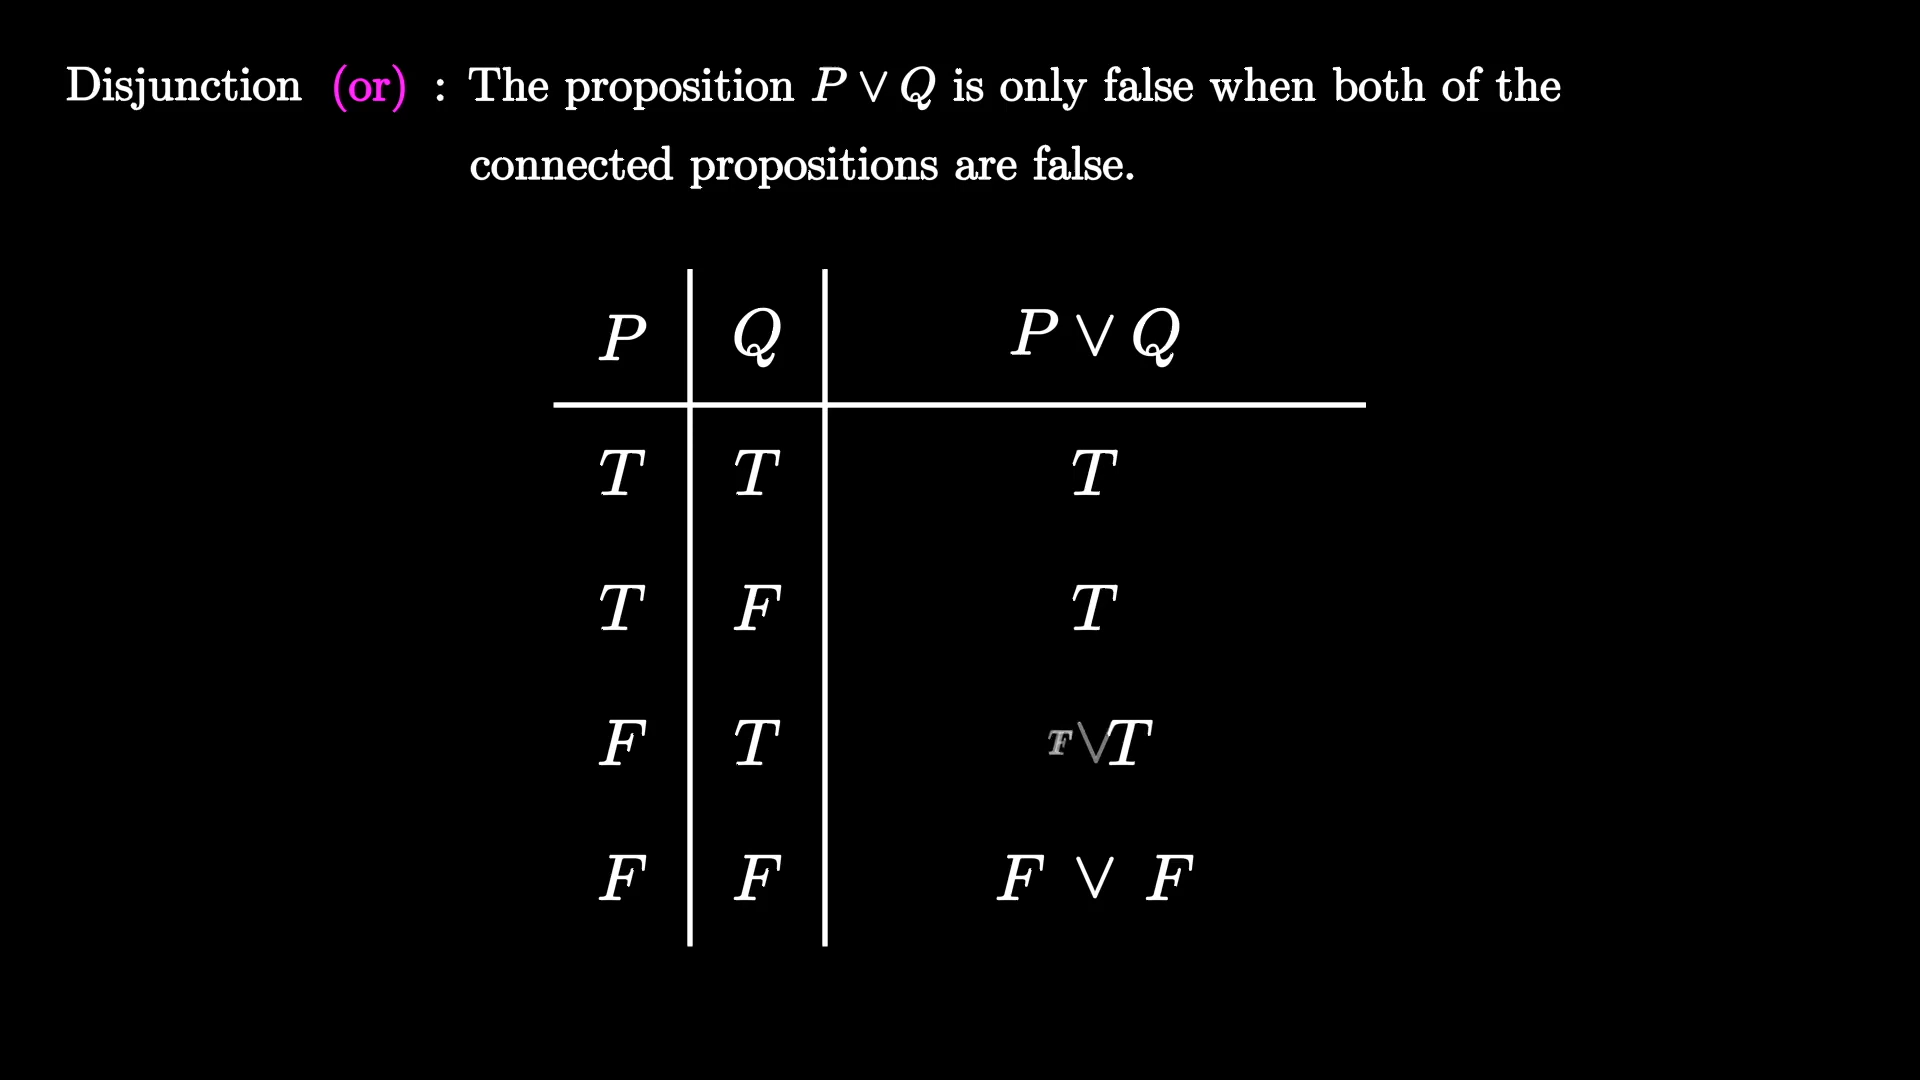 Disjunction (or) : The proposition P ∨ Q is only false when both of the
connected propositions are false.
P Q P ∨ Q
T T T
T F T
F T ∨ T
F F F ∨ F